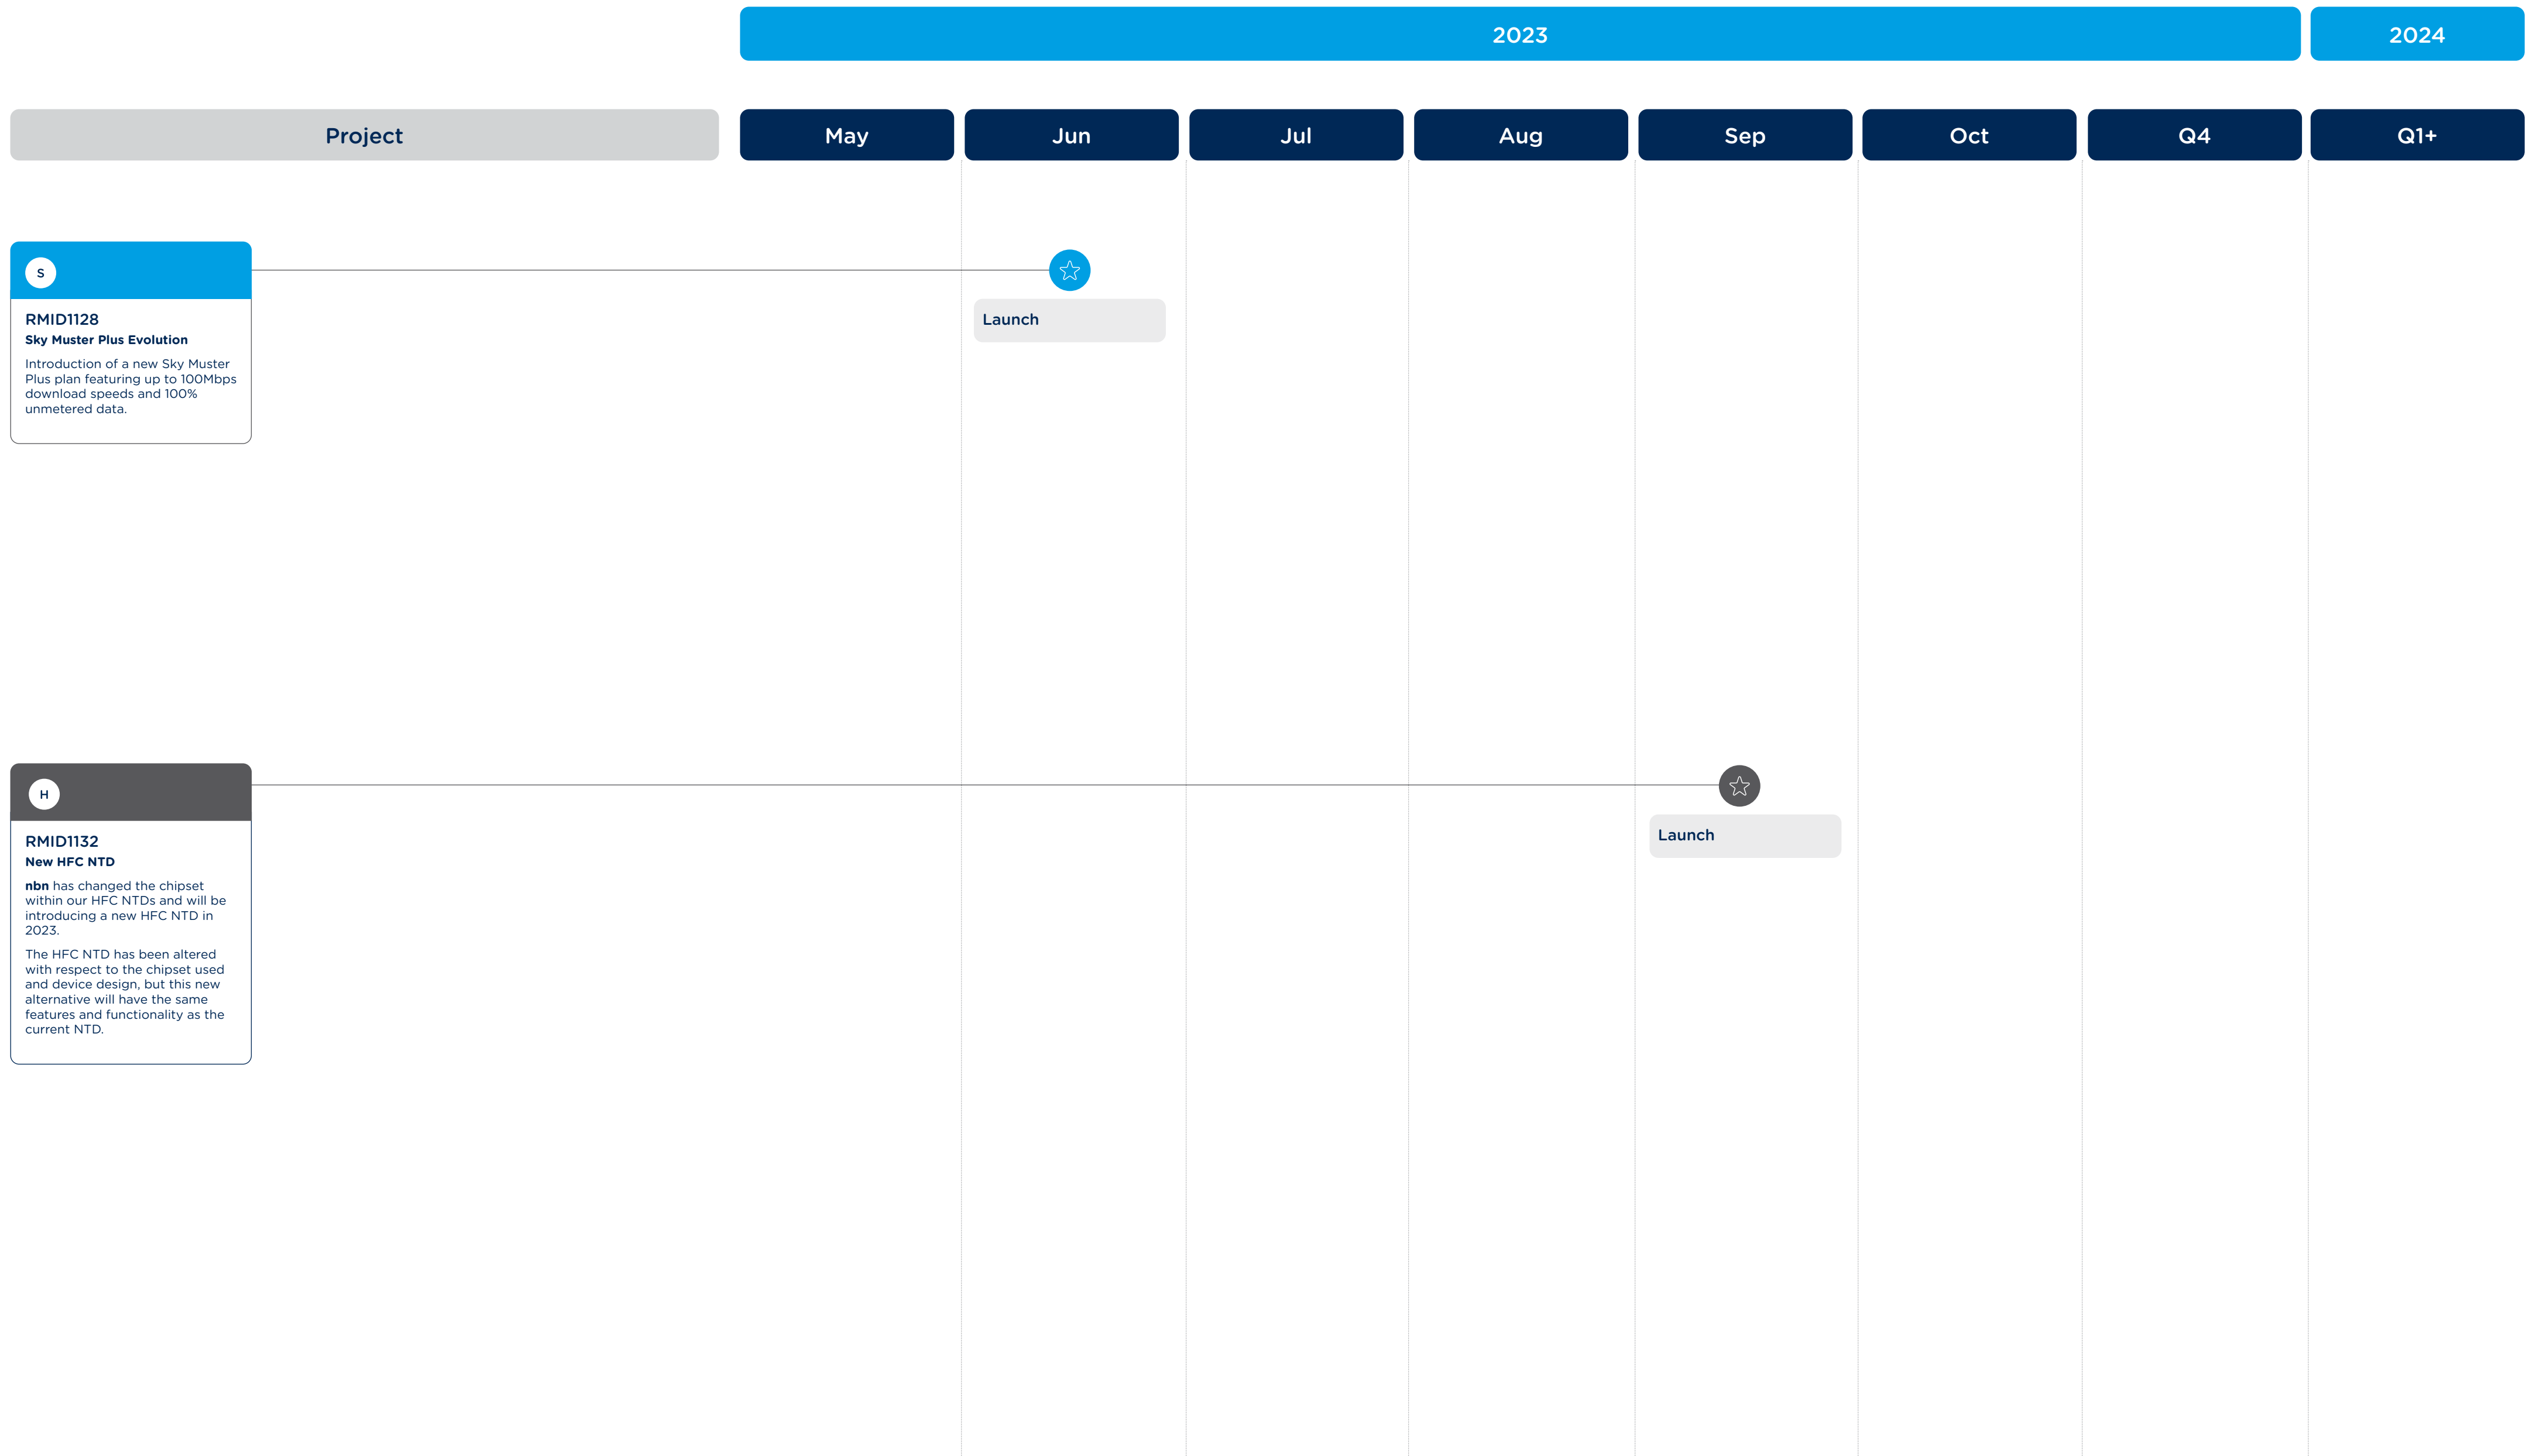 2023
2024
Project
May
Jun
Jul
Aug
Sep
Oct
Q4
Q1+
S
RMID1128
Sky Muster Plus Evolution
Introduction of a new Sky Muster
Plus plan featuring up to 100Mbps
download speeds and 100%
unmetered data.
Launch
H
RMID1132
New HFC NTD
nbn has changed the chipset
within our HFC NTDs and will be
introducing a new HFC NTD in
2023.
The HFC NTD has been altered
with respect to the chipset used
and device design, but this new
alternative will have the same
features and functionality as the
current NTD.
Launch